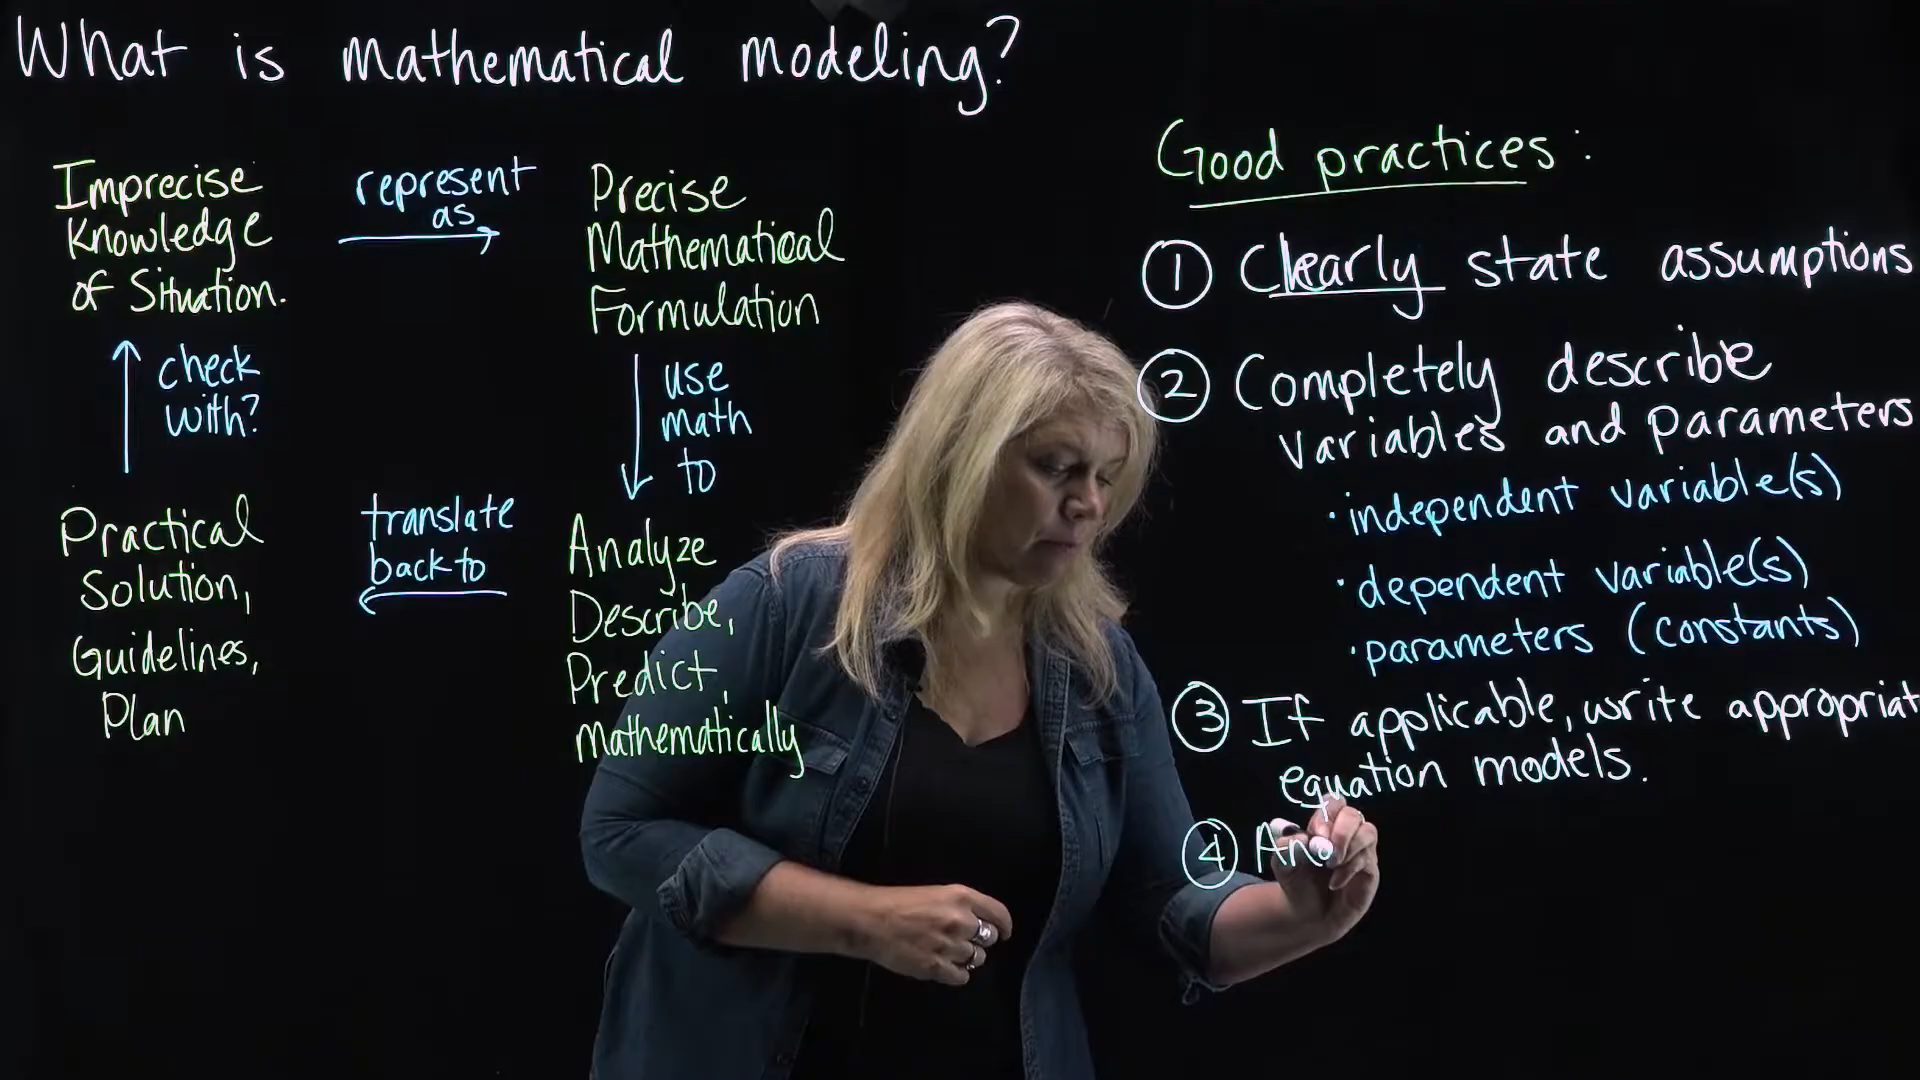 What is mathematical modeling?
Imprecise
Knowledge
of Situation.
represent
as
Precise
Mathematical
Formulation
check
with?
use
math
to
Practical
Solution,
Guidelines,
Plan
translate
back to
Analyze
Describe,
Predict,
Mathematically
Good practices:
1 Clearly state assumptions
2 Completely describe
variables and parameters
• independent variable(s)
• dependent variable(s)
• parameters (constants)
3 If applicable, write appropriat
equation models.
4 An